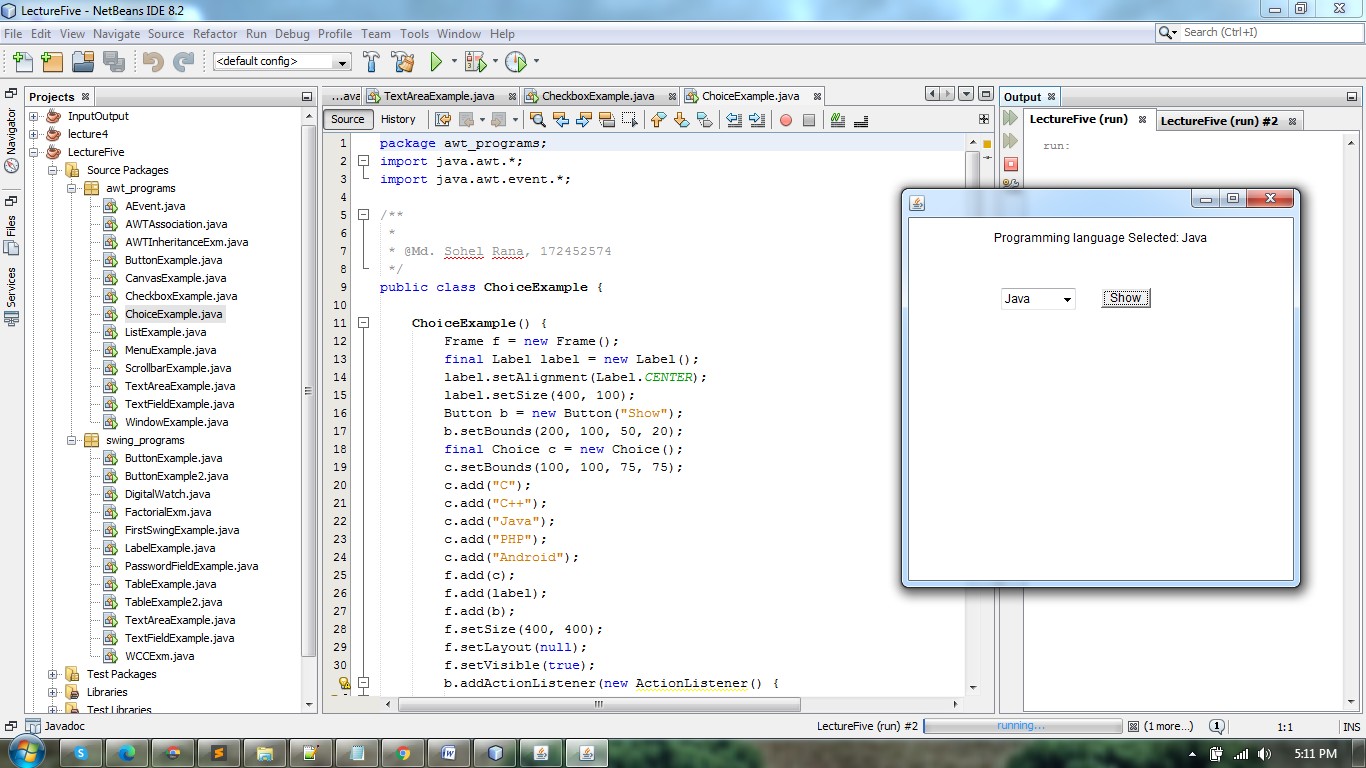 LectureFive - NetBeans IDE 8.2
File Edit View Navigate Source Refactor Run Debug Profile Team Tools Window Help
Search (Ctrl+I)
<default config>
Navigator
Files
Services
Projects
InputOutput
lecture4
LectureFive
Source Packages
awt_programs
AEvent.java
AWTAssociation.java
AWTInheritanceExm.java
ButtonExample.java
CanvasExample.java
CheckboxExample.java
ChoiceExample.java
ListExample.java
MenuExample.java
ScrollbarExample.java
TextAreaExample.java
TextFieldExample.java
WindowExample.java
swing_programs
ButtonExample.java
ButtonExample2.java
DigitalWatch.java
FactorialExm.java
FirstSwingExample.java
LabelExample.java
PasswordFieldExample.java
TableExample.java
TableExample2.java
TextAreaExample.java
TextFieldExample.java
WCCExm.java
Test Packages
Libraries
Test Libraries
...ava TextAreaExample.java CheckboxExample.java ChoiceExample.java
Source History
1 package awt_programs;
2 import java.awt.*;
3 import java.awt.event.*;
4
5 /**
6 *
7 * @Md. Sohel Rana, 172452574
8 */
9 public class ChoiceExample {
10
11 ChoiceExample() {
12 Frame f = new Frame();
13 final Label label = new Label();
14 label.setAlignment(Label.CENTER);
15 label.setSize(400, 100);
16 Button b = new Button("Show");
17 b.setBounds(200, 100, 50, 20);
18 final Choice c = new Choice();
19 c.setBounds(100, 100, 75, 75);
20 c.add("C");
21 c.add("C++");
22 c.add("Java");
23 c.add("PHP");
24 c.add("Android");
25 f.add(c);
26 f.add(label);
27 f.add(b);
28 f.setSize(400, 400);
29 f.setLayout(null);
30 f.setVisible(true);
b.addActionListener(new ActionListener() {
Output
LectureFive (run) LectureFive (run) #2
run:
Programming language Selected: Java
Java Show
Javadoc
LectureFive (run) #2 running... (1 more...) 1 1:1 INS
5:11 PM